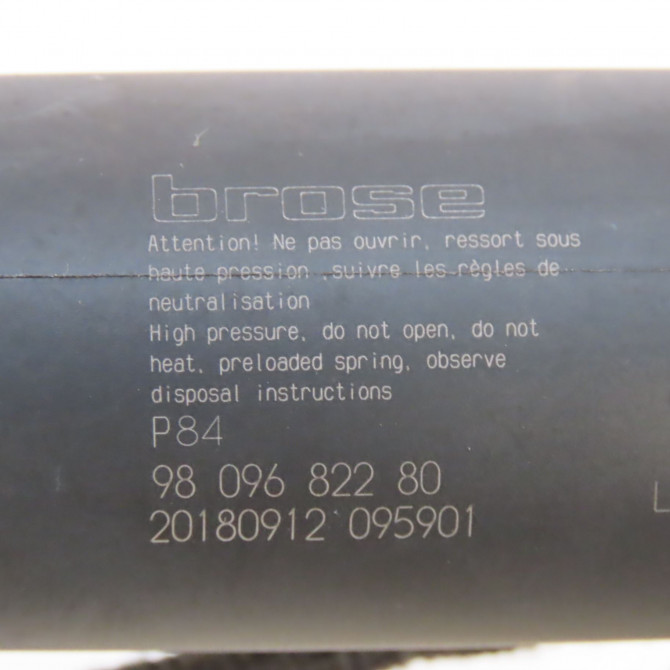 brose
Attention! Ne pas ouvrir, ressort sous
haute pression ,suivre les règles de
neutralisation
High pressure, do not open, do not
heat, preloaded spring, observe
disposal instructions
P84
98 096 822 80
20180912 095901
L